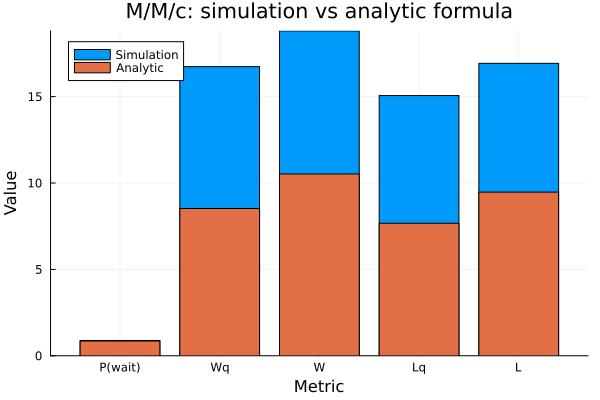 M/M/c: simulation vs analytic formula
Simulation
Analytic
Value
15
10
5
0
P(wait) Wq W Lq L
Metric